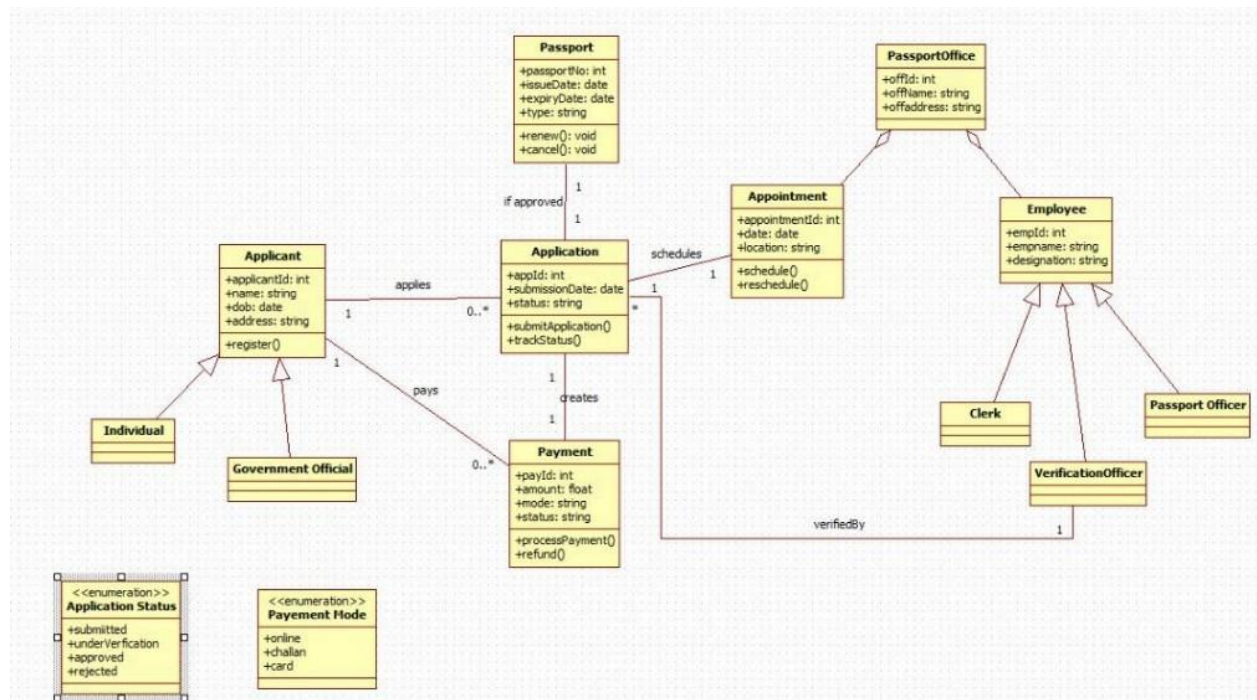 Passport
+passportNo: int
+issueDate: date
+expiryDate: date
+type: string
+renew(): void
+cancel(): void
PassportOffice
+offId: int
+offName: string
+offaddress: string
1
if approved
1
Appointment
+appointmentId: int
+date: date
+location: string
+schedule()
+reschedule()
Employee
+empId: int
+empname: string
+designation: string
Applicant
+applicantId: int
+name: string
+dob: date
+address: string
+register()
applies
1
0..*
Application
+appId: int
+submissionDate: date
+status: string
+submitApplication()
+trackStatus()
schedules
1
1
*
1
pays
0..*
1
creates
1
Individual
Government Official
Payment
+payId: int
+amount: float
+mode: string
+status: string
+processPayment()
+refund()
Clerk
Passport Officer
VerificationOfficer
verifiedBy
1
<<enumeration>>
Application Status
+submiited
+underVerfication
+approved
+rejected
<<enumeration>>
Payement Mode
+online
+challan
+card